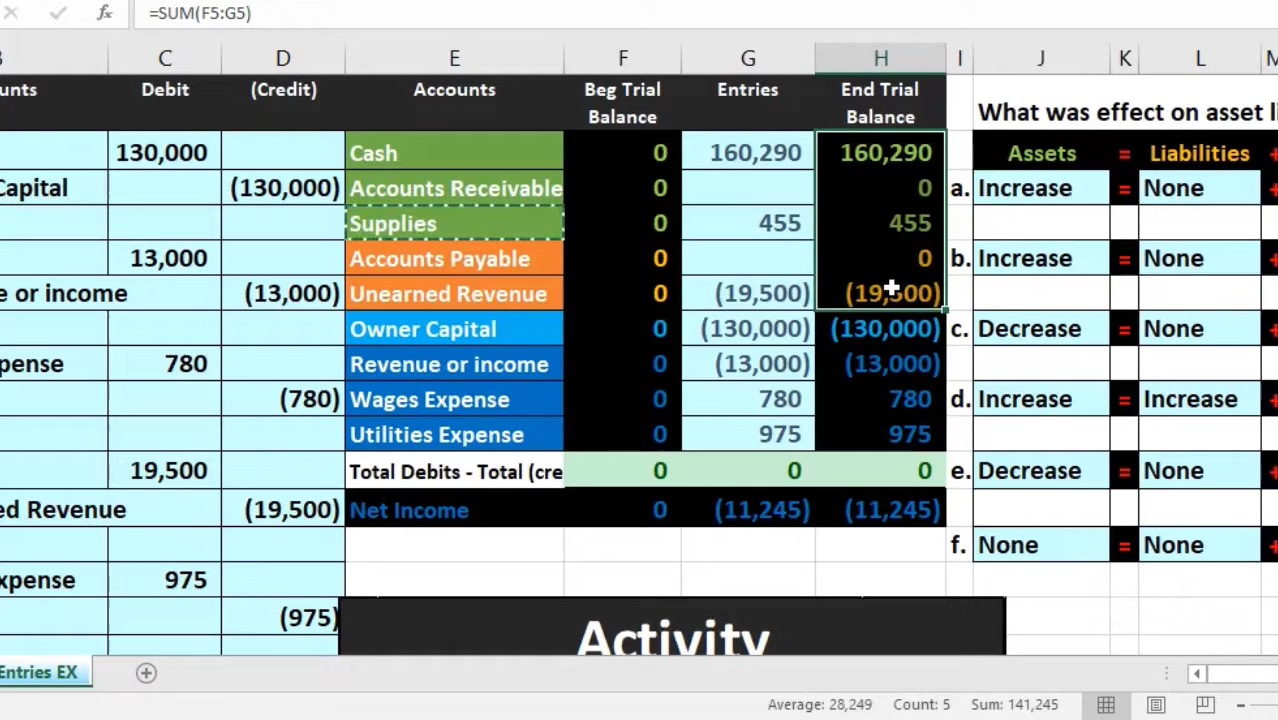 =SUM(F5:G5)
C D E F G H I J K L M
unts Debit (Credit) Accounts Beg Trial Balance Entries End Trial Balance What was effect on asset li
130,000 Cash 0 160,290 160,290 Assets = Liabilities +
Capital (130,000) Accounts Receivable 0 0 a. Increase = None +
Supplies 0 455 455
13,000 Accounts Payable 0 0 b. Increase = None +
e or income (13,000) Unearned Revenue 0 (19,500) (19,500)
Owner Capital 0 (130,000) (130,000) c. Decrease = None +
pense 780 Revenue or income 0 (13,000) (13,000)
(780) Wages Expense 0 780 780 d. Increase = Increase +
Utilities Expense 0 975 975
19,500 Total Debits - Total (cre 0 0 0 e. Decrease = None +
ed Revenue (19,500) Net Income 0 (11,245) (11,245)
f. None = None +
xpense 975
(975)
Activity
Entries EX
Average: 28,249 Count: 5 Sum: 141,245